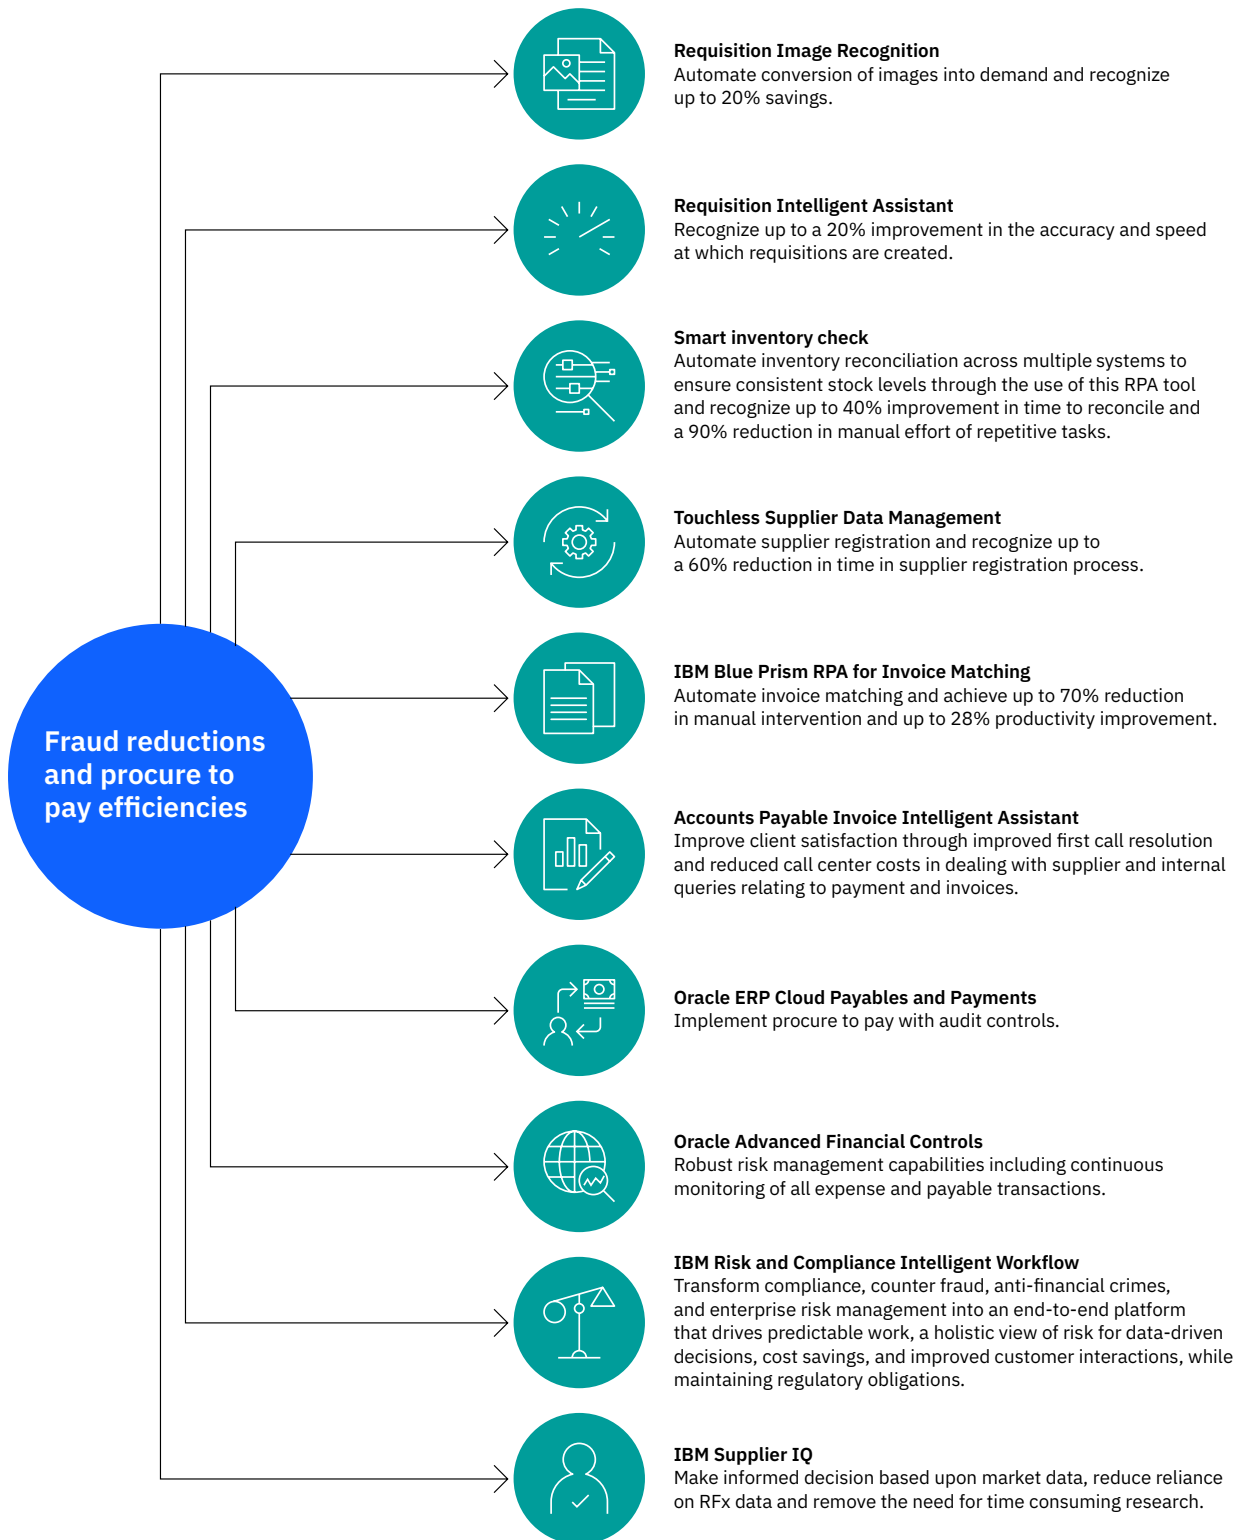 Requisition Image Recognition
Automate conversion of images into demand and recognize
up to 20% savings.
Requisition Intelligent Assistant
Recognize up to a 20% improvement in the accuracy and speed
at which requisitions are created.
Smart inventory check
Automate inventory reconciliation across multiple systems to
ensure consistent stock levels through the use of this RPA tool
and recognize up to 40% improvement in time to reconcile and
a 90% reduction in manual effort of repetitive tasks.
Touchless Supplier Data Management
Automate supplier registration and recognize up to
a 60% reduction in time in supplier registration process.
IBM Blue Prism RPA for Invoice Matching
Automate invoice matching and achieve up to 70% reduction
in manual intervention and up to 28% productivity improvement.
Fraud reductions
and procure to
pay efficiencies
Accounts Payable Invoice Intelligent Assistant
Improve client satisfaction through improved first call resolution
and reduced call center costs in dealing with supplier and internal
queries relating to payment and invoices.
Oracle ERP Cloud Payables and Payments
Implement procure to pay with audit controls.
Oracle Advanced Financial Controls
Robust risk management capabilities including continuous
monitoring of all expense and payable transactions.
IBM Risk and Compliance Intelligent Workflow
Transform compliance, counter fraud, anti-financial crimes,
and enterprise risk management into an end-to-end platform
that drives predictable work, a holistic view of risk for data-driven
decisions, cost savings, and improved customer interactions, while
maintaining regulatory obligations.
IBM Supplier IQ
Make informed decision based upon market data, reduce reliance
on RFx data and remove the need for time consuming research.